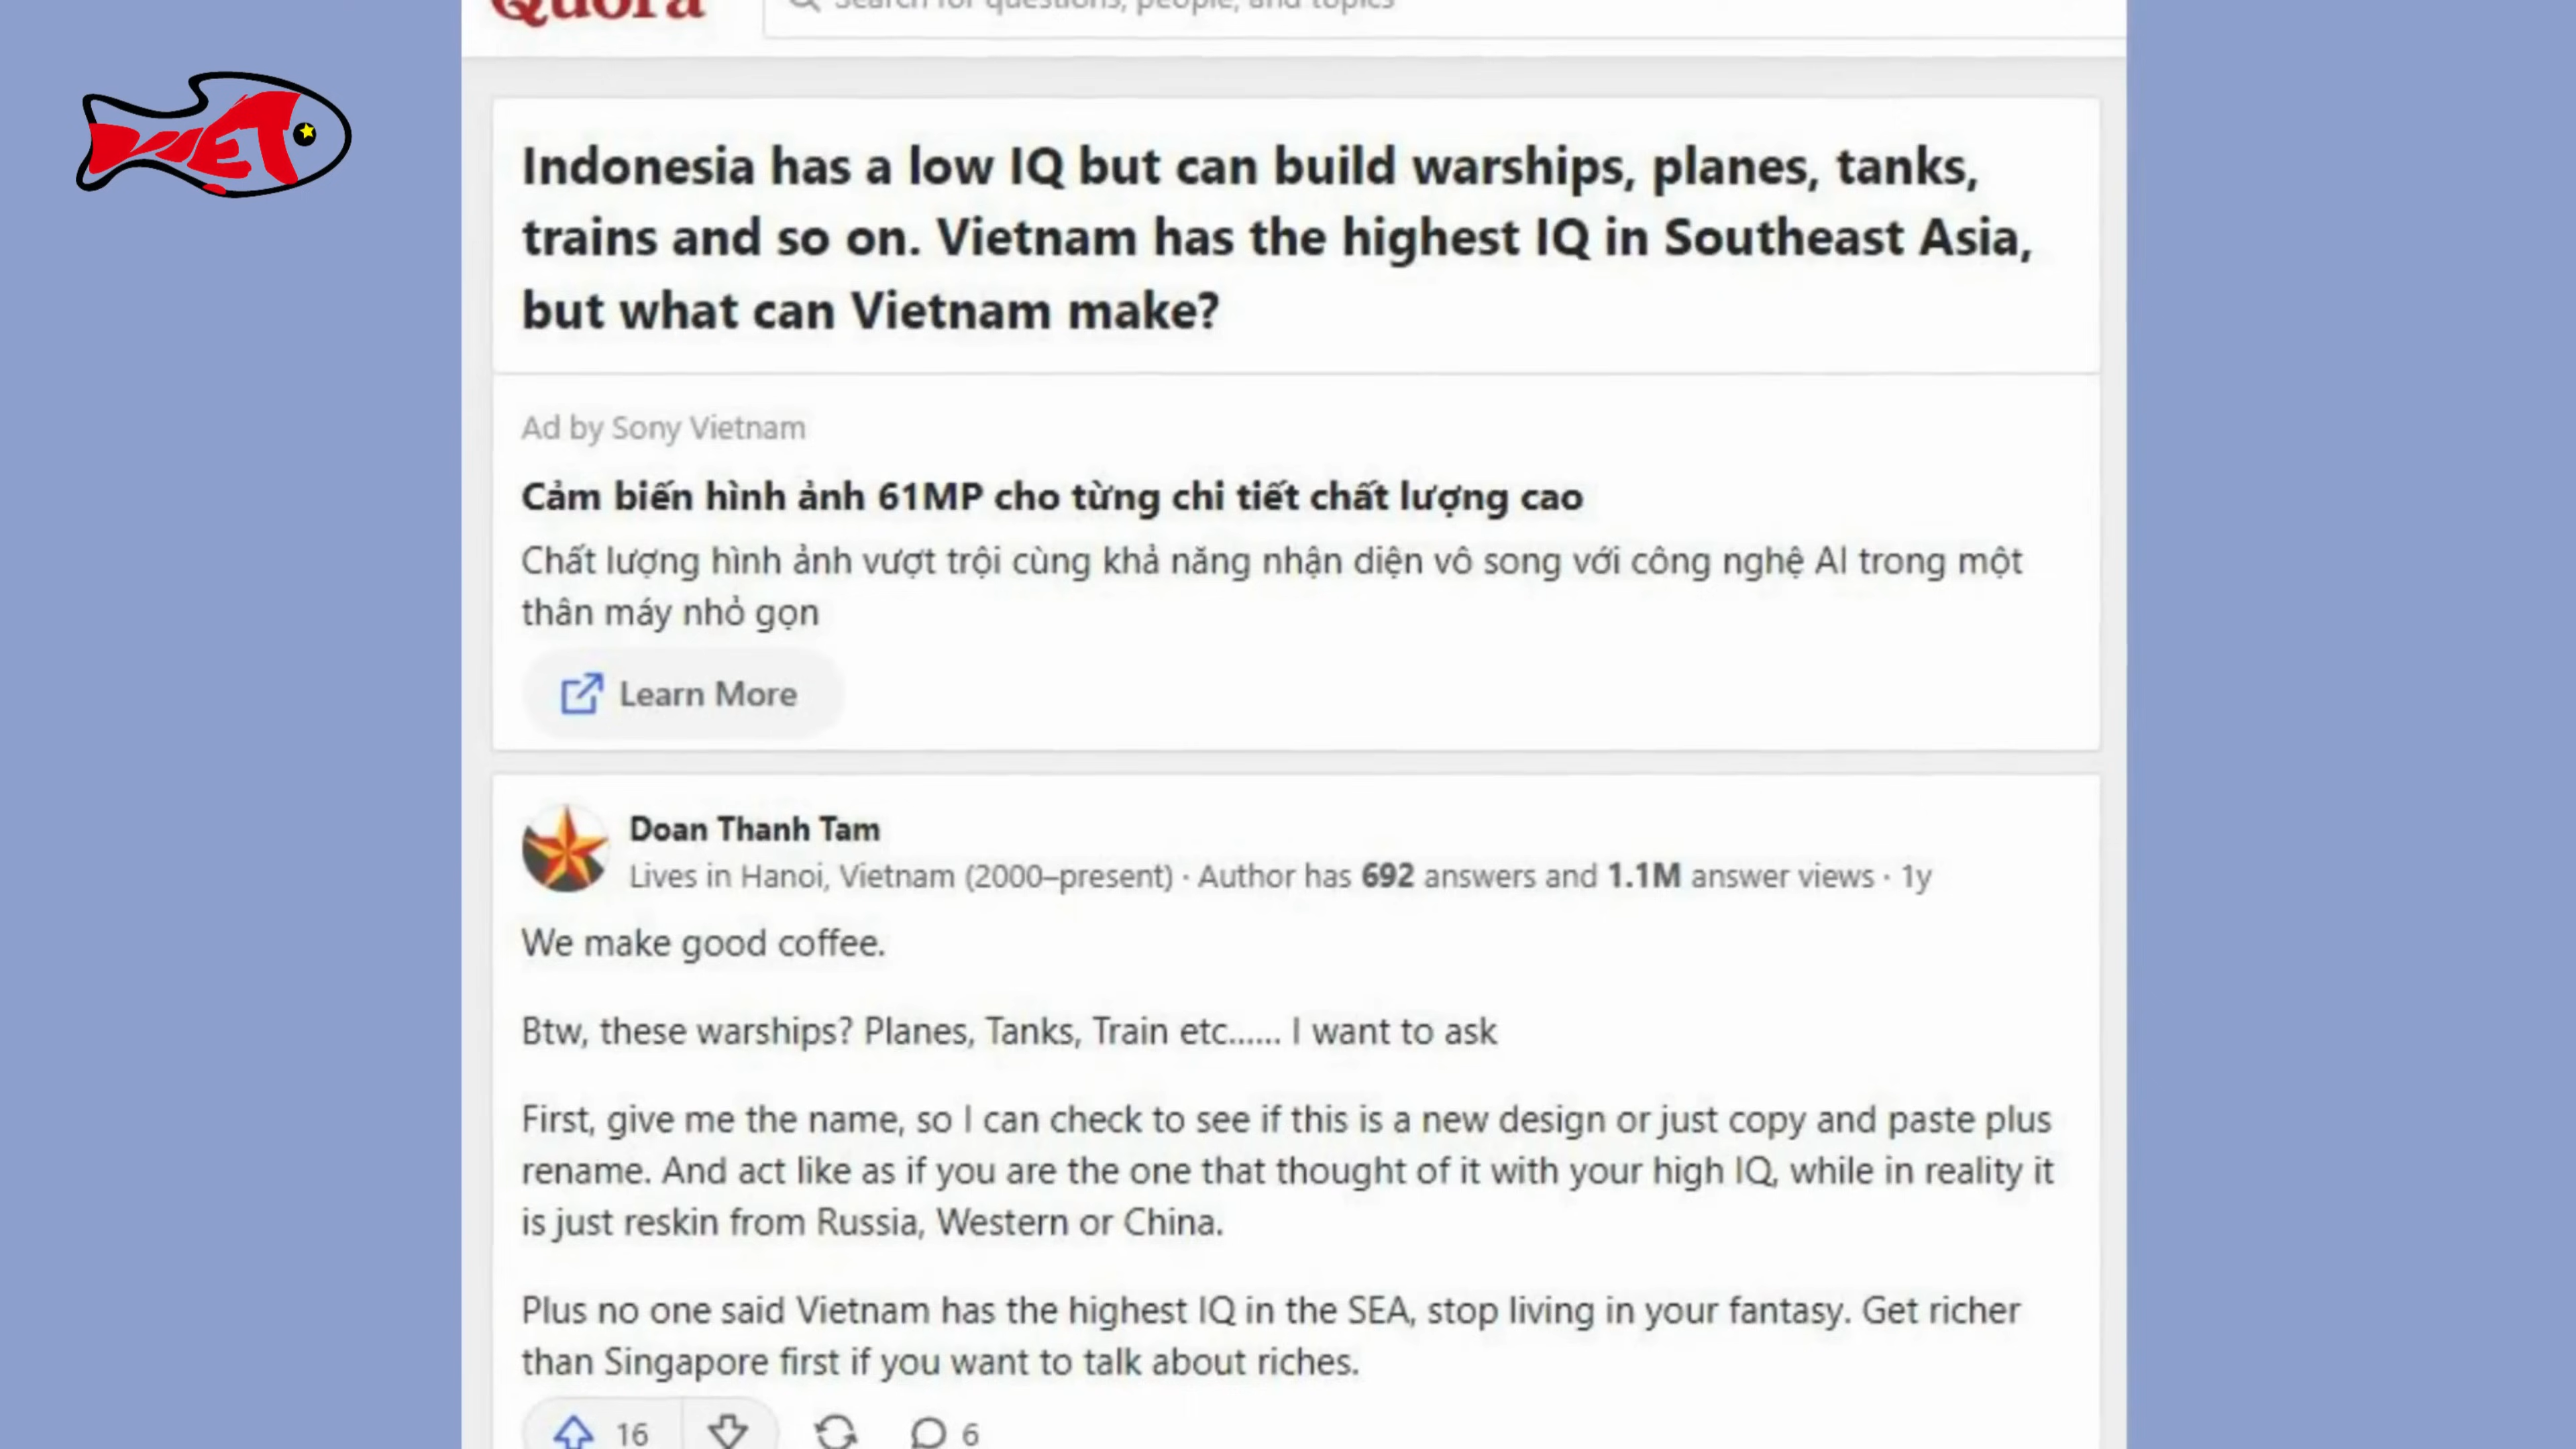 Quora
Search for questions, people, and topics
VIET
Indonesia has a low IQ but can build warships, planes, tanks,
trains and so on. Vietnam has the highest IQ in Southeast Asia,
but what can Vietnam make?
Ad by Sony Vietnam
Cảm biến hình ảnh 61MP cho từng chi tiết chất lượng cao
Chất lượng hình ảnh vượt trội cùng khả năng nhận diện vô song với công nghệ AI trong một
thân máy nhỏ gọn
Learn More
Doan Thanh Tam
Lives in Hanoi, Vietnam (2000–present) · Author has 692 answers and 1.1M answer views · 1y
We make good coffee.
Btw, these warships? Planes, Tanks, Train etc...... I want to ask
First, give me the name, so I can check to see if this is a new design or just copy and paste plus
rename. And act like as if you are the one that thought of it with your high IQ, while in reality it
is just reskin from Russia, Western or China.
Plus no one said Vietnam has the highest IQ in the SEA, stop living in your fantasy. Get richer
than Singapore first if you want to talk about riches.
16 6